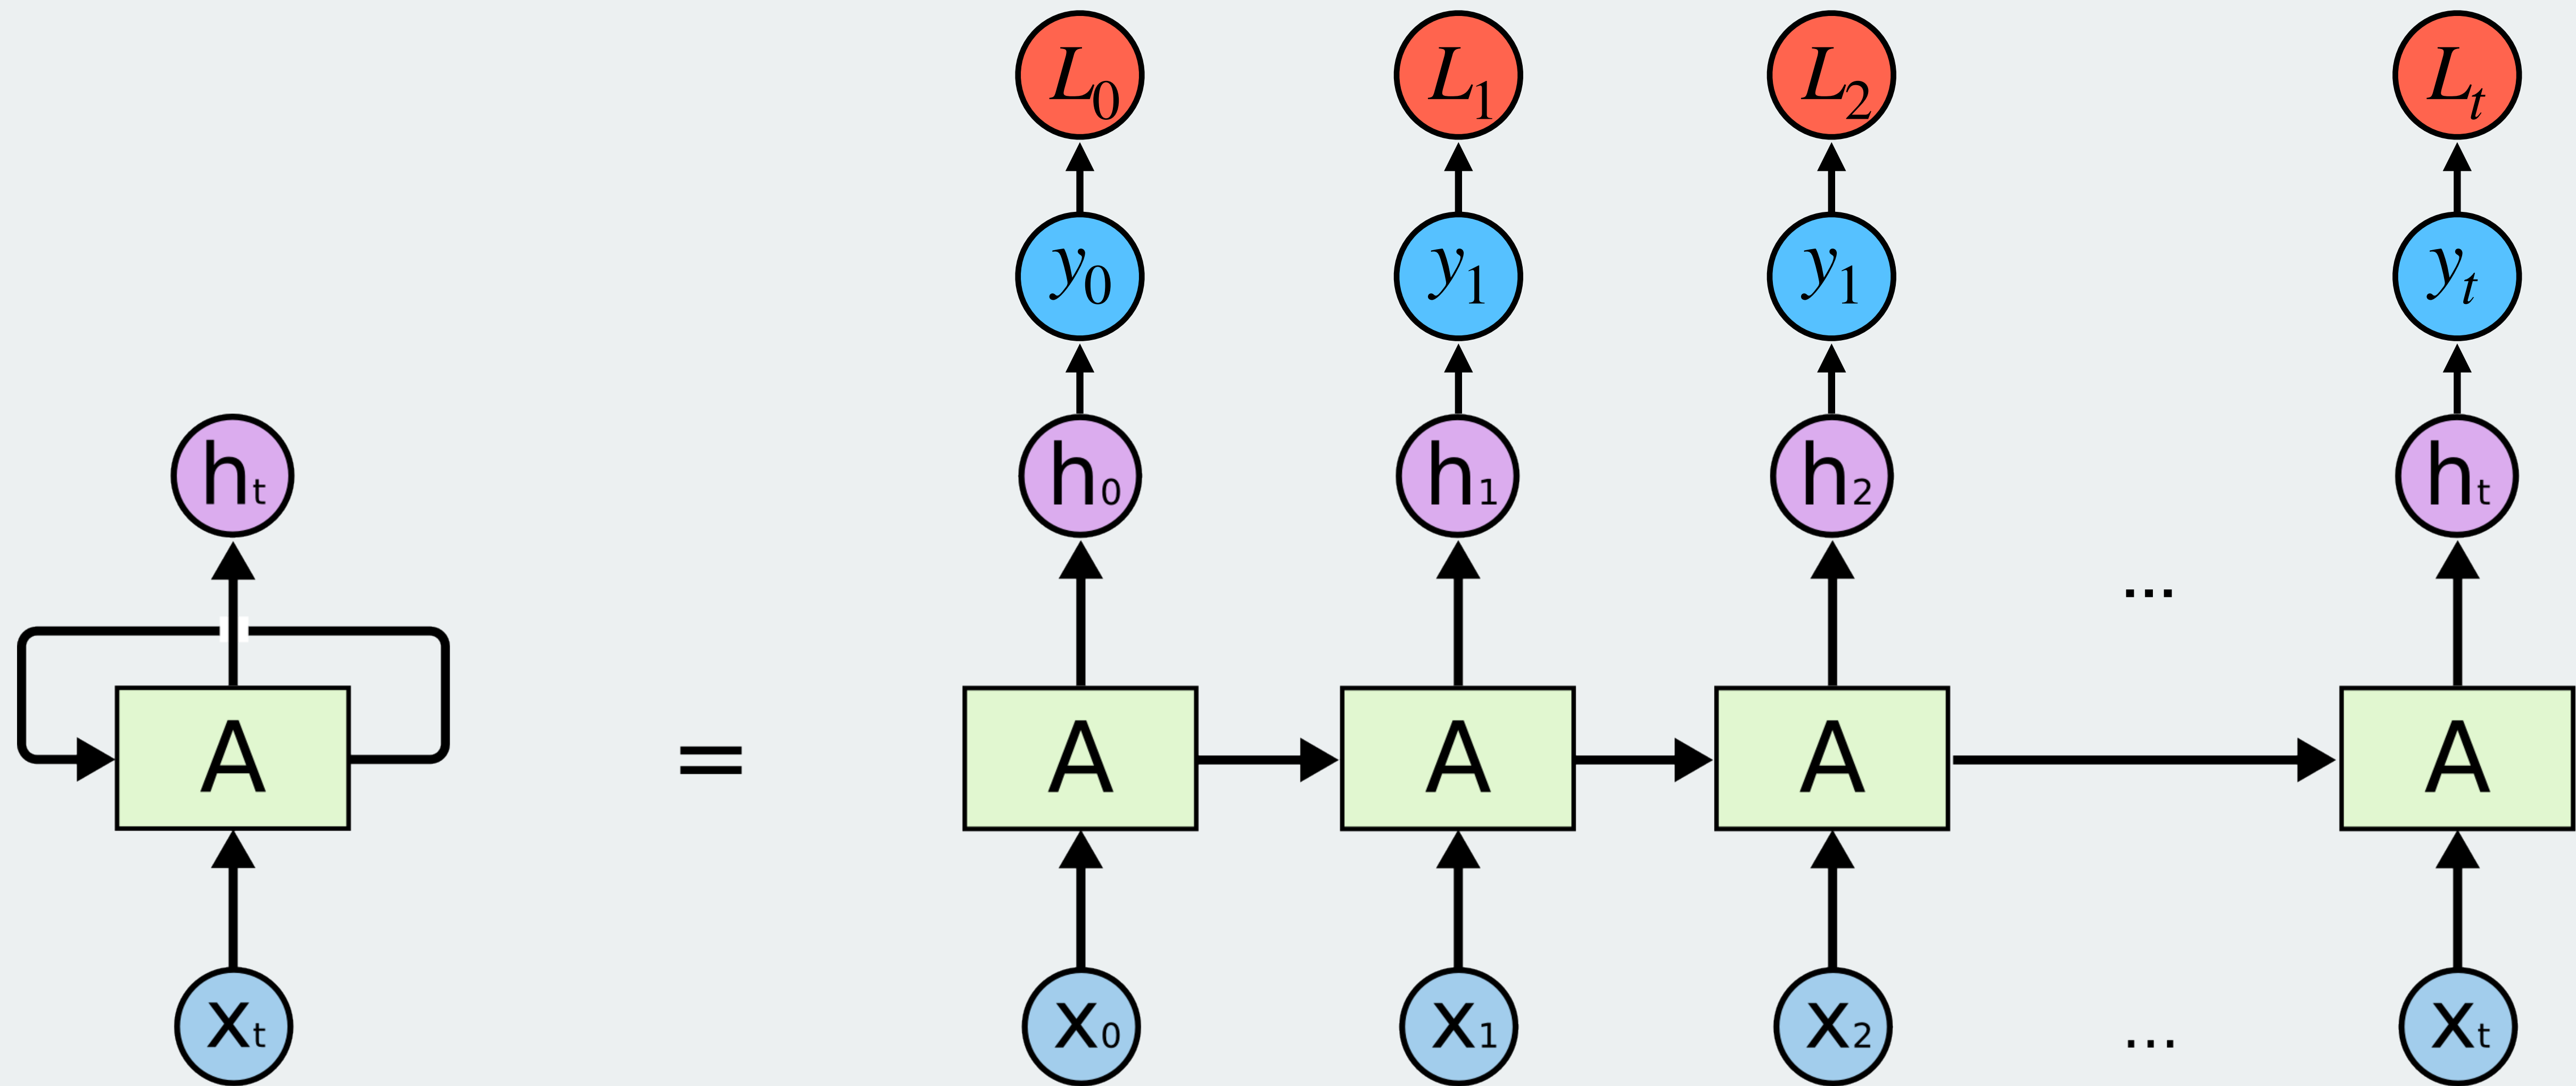 L0 L1 L2 Lt
y0 y1 y1 yt
ht h0 h1 h2 ht
...
A = A A A A
xt x0 x1 x2 ... xt